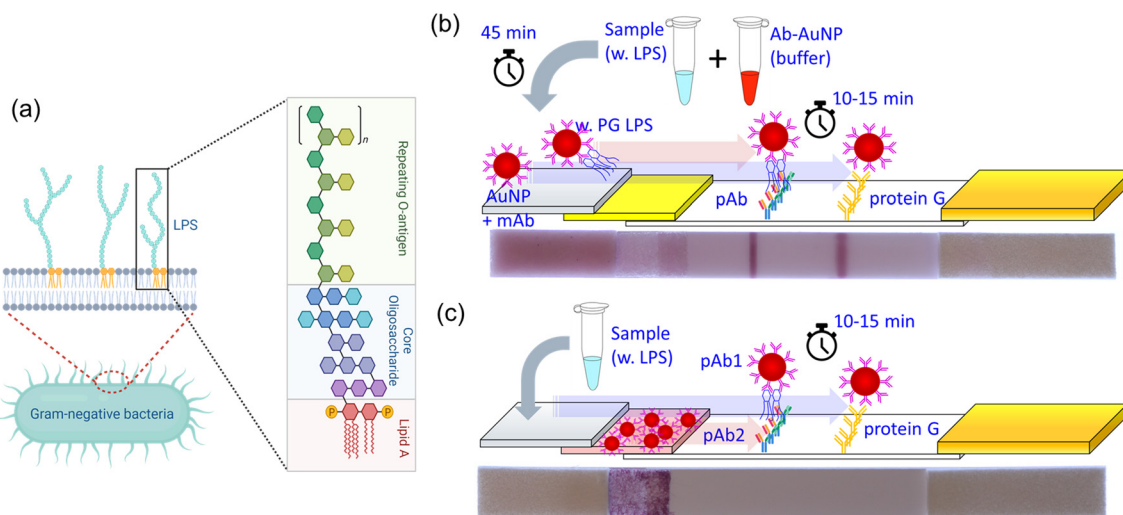 (a)
LPS
Gram-negative bacteria
n
Repeating O-antigen
Core
Oligosaccharide
P
P
Lipid A
(b)
45 min
Sample
(w. LPS)
+
Ab-AuNP
(buffer)
10-15 min
w. PG LPS
AuNP
+ mAb
pAb
protein G
(c)
Sample
(w. LPS)
10-15 min
pAb1
pAb2
protein G